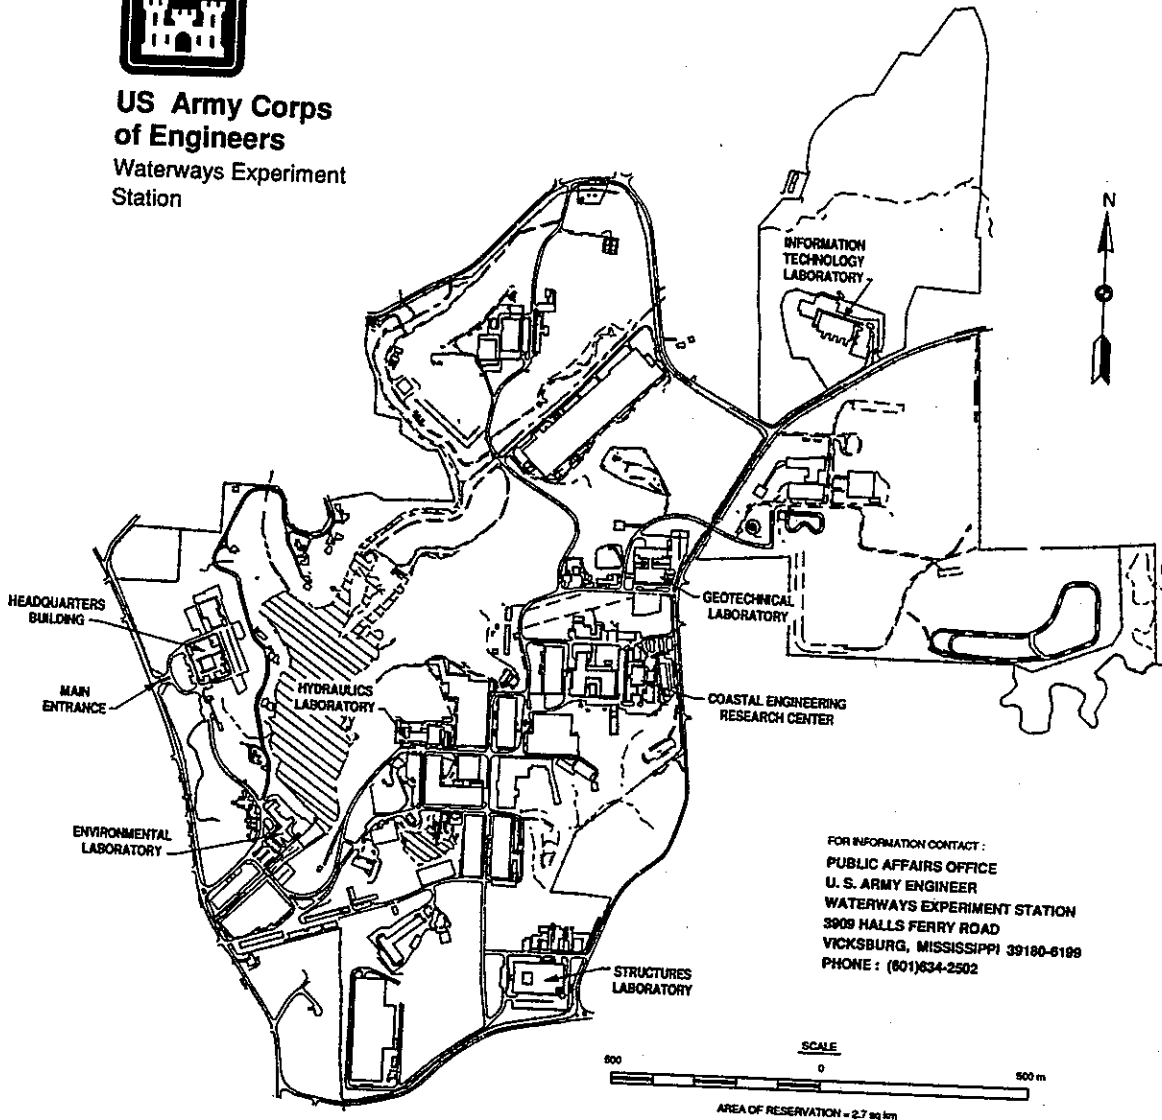 US Army Corps
of Engineers
Waterways Experiment
Station
N
INFORMATION
TECHNOLOGY
LABORATORY
HEADQUARTERS
BUILDING
MAIN
ENTRANCE
HYDRAULICS
LABORATORY
GEOTECHNICAL
LABORATORY
COASTAL ENGINEERING
RESEARCH CENTER
ENVIRONMENTAL
LABORATORY
STRUCTURES
LABORATORY
FOR INFORMATION CONTACT :
PUBLIC AFFAIRS OFFICE
U. S. ARMY ENGINEER
WATERWAYS EXPERIMENT STATION
3909 HALLS FERRY ROAD
VICKSBURG, MISSISSIPPI 39180-6199
PHONE : (601)634-2502
SCALE
500 0 500 m
AREA OF RESERVATION = 2.7 sq km